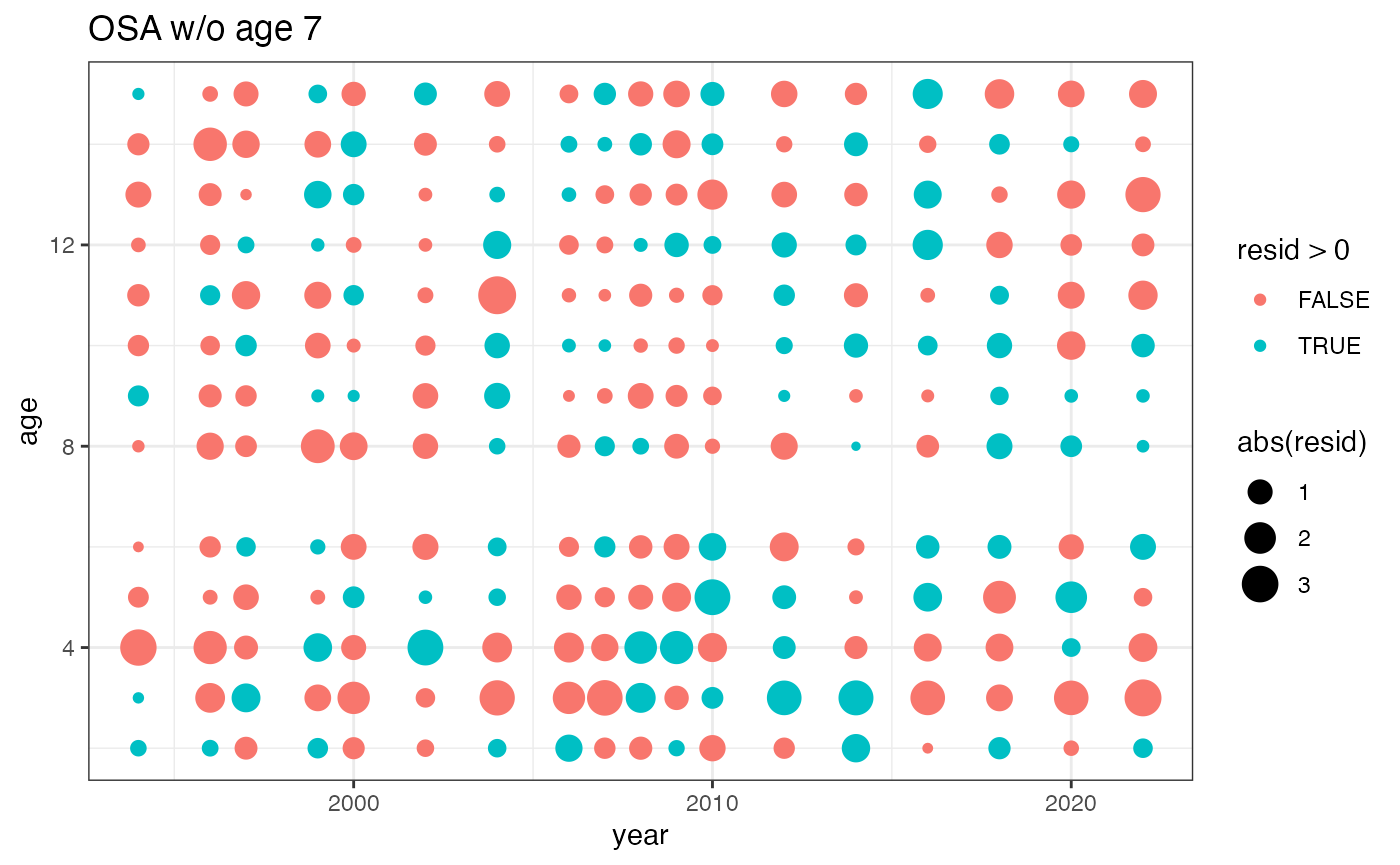 OSA w/o age 7
12
8
4
age
2000 2010 2020
year
resid > 0
FALSE
TRUE
abs(resid)
1
2
3